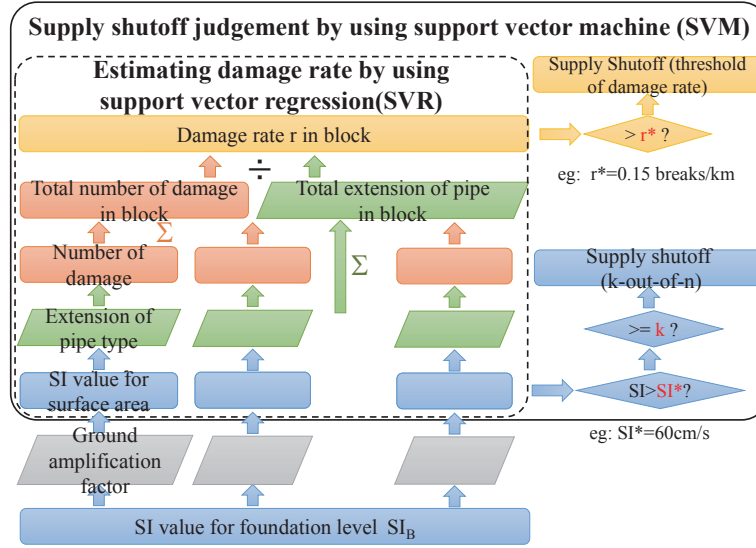 Supply shutoff judgement by using support vector machine (SVM)
Estimating damage rate by using
support vector regression(SVR)
Supply Shutoff (threshold
of damage rate)
Damage rate r in block
> r* ?
÷
eg: r*=0.15 breaks/km
Total number of damage
in block
Total extension of pipe
in block
Σ
Number of
damage
Σ
Supply shutoff
(k-out-of-n)
Extension of
pipe type
>= k ?
SI value for
surface area
SI>SI*?
eg: SI*=60cm/s
Ground
amplification
factor
SI value for foundation level SI_B